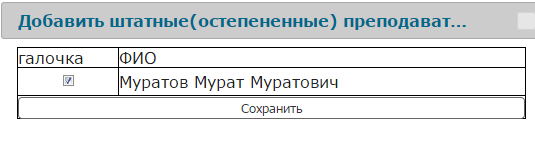 Добавить штатные(остепененные) преподават...
галочка ФИО
Муратов Мурат Муратович
Сохранить